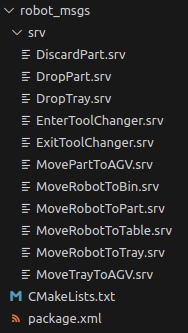 robot_msgs
srv
DiscardPart.srv
DropPart.srv
DropTray.srv
EnterToolChanger.srv
ExitToolChanger.srv
MovePartToAGV.srv
MoveRobotToBin.srv
MoveRobotToPart.srv
MoveRobotToTable.srv
MoveRobotToTray.srv
MoveTrayToAGV.srv
CMakeLists.txt
package.xml